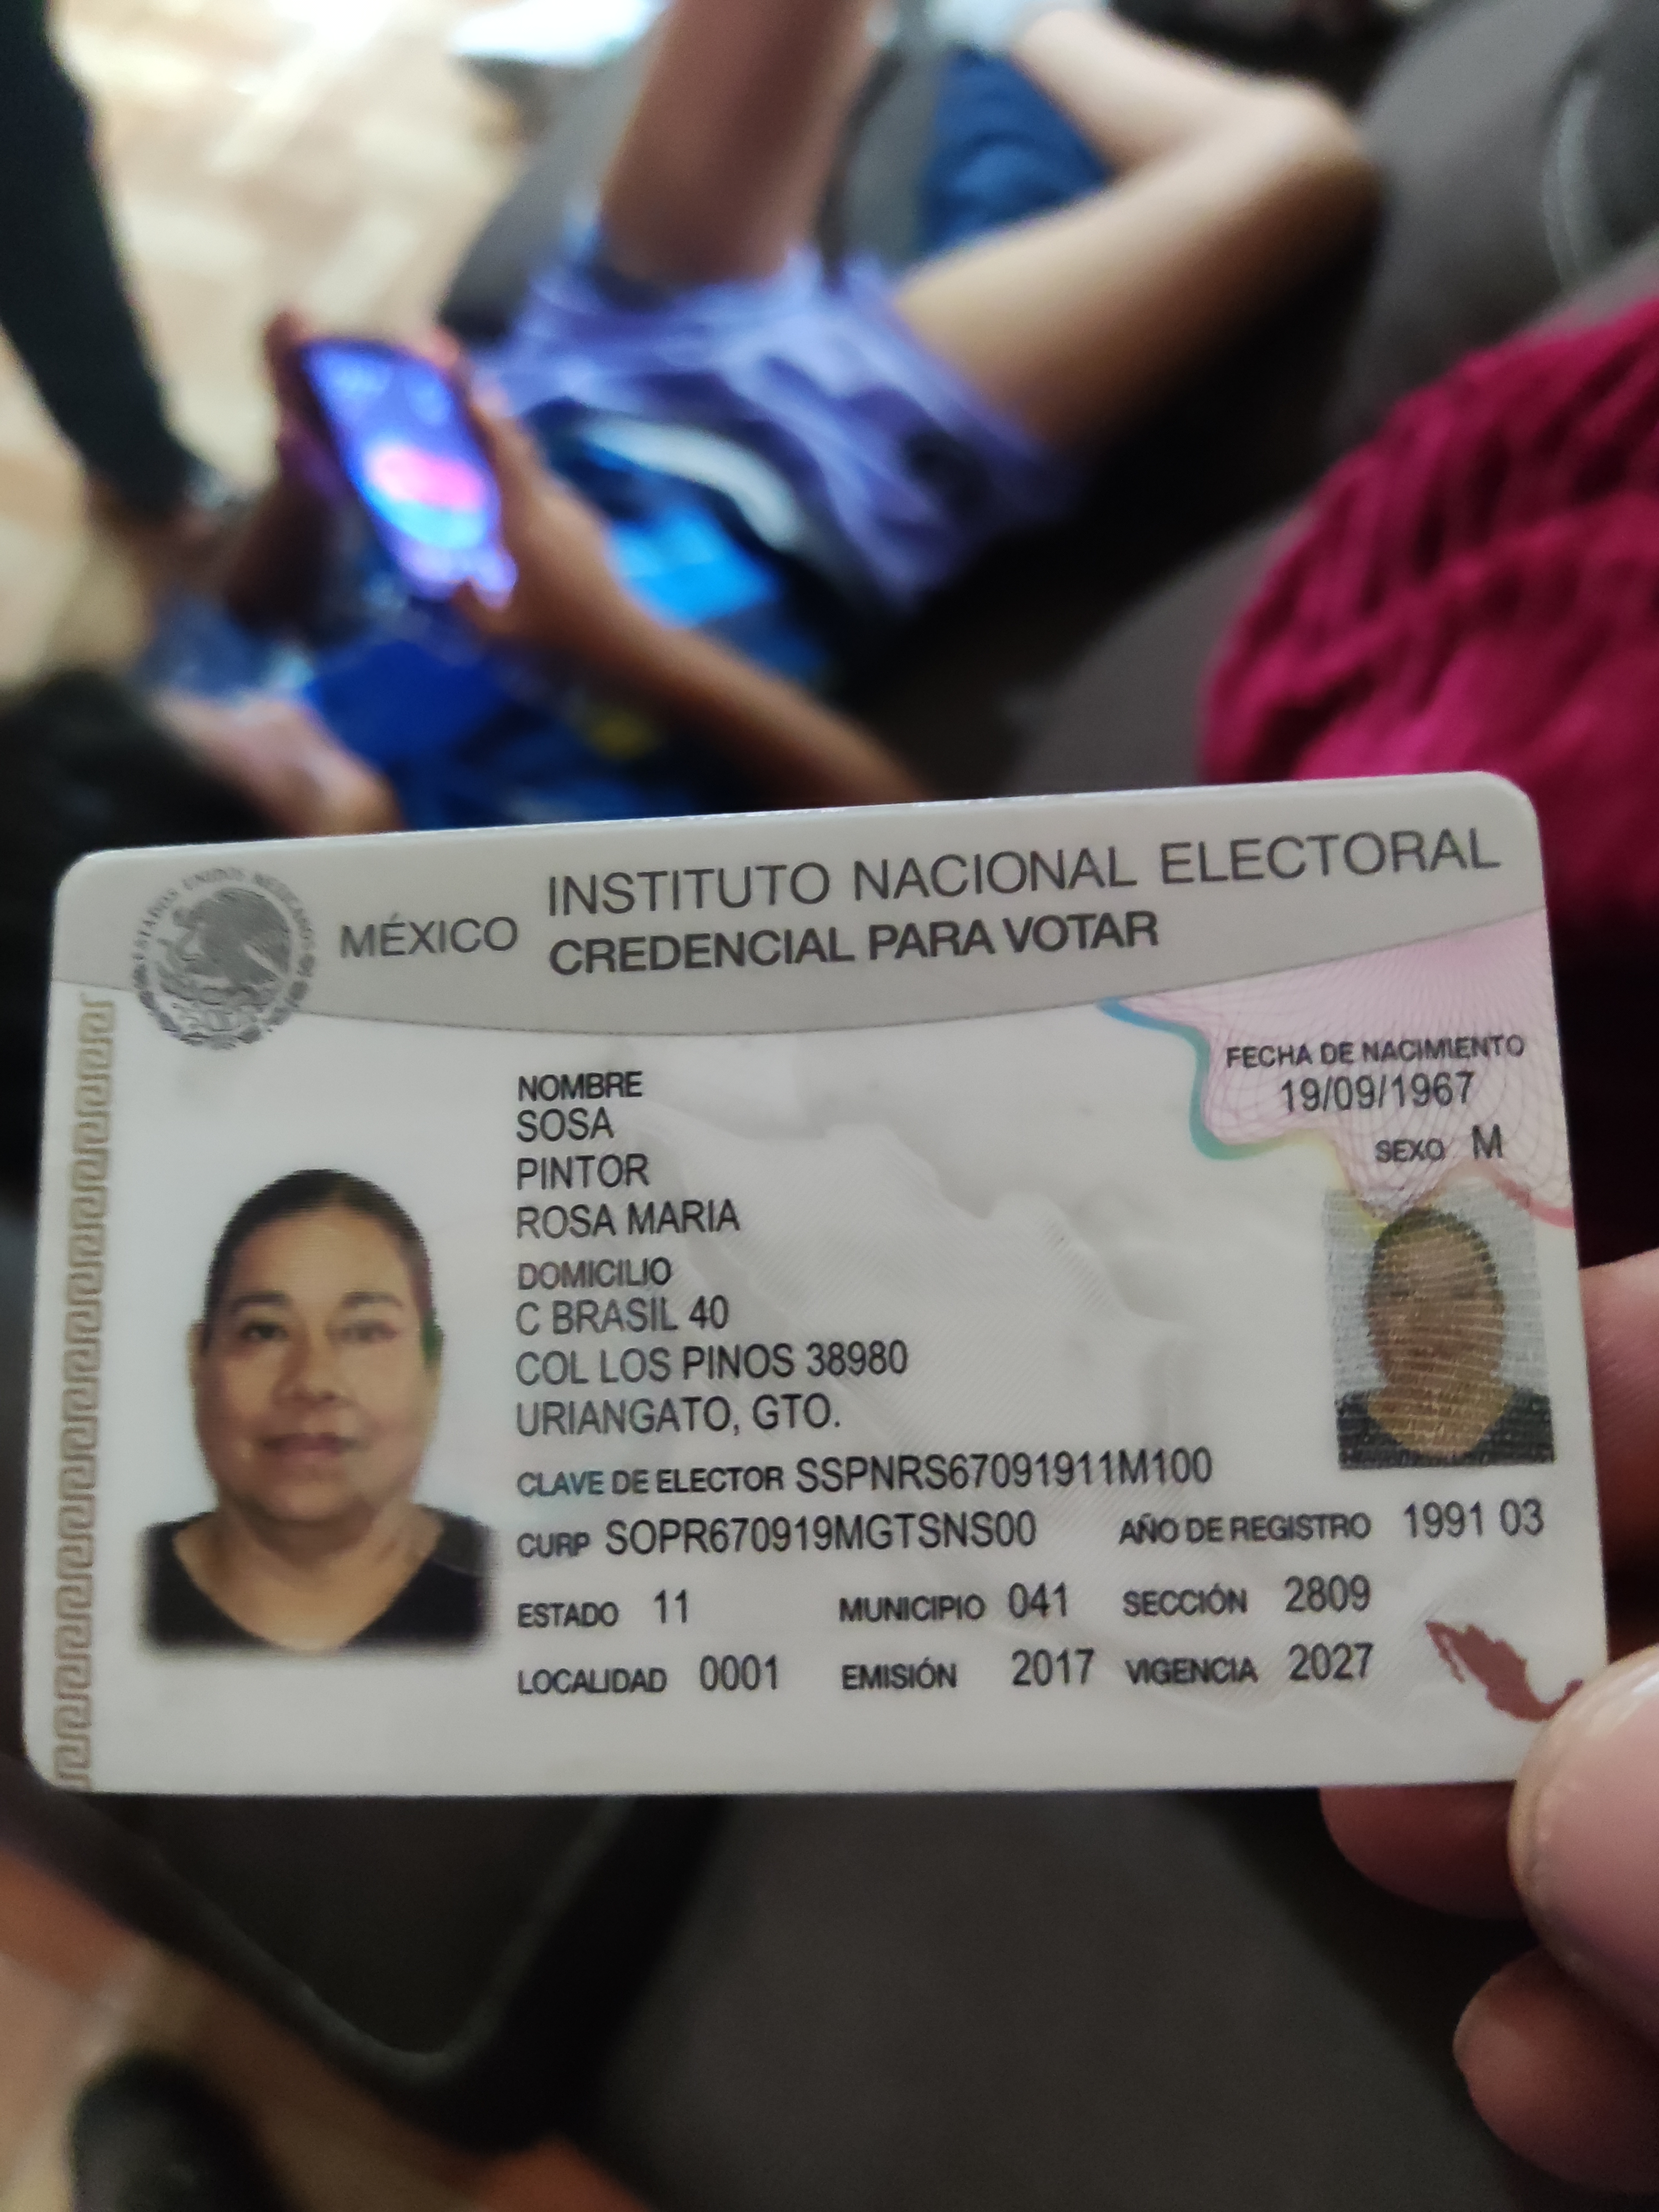 ESTADOS UNIDOS MEXICANOS
MÉXICO
INSTITUTO NACIONAL ELECTORAL
CREDENCIAL PARA VOTAR
FECHA DE NACIMIENTO
19/09/1967
SEXO M
NOMBRE
SOSA
PINTOR
ROSA MARIA
DOMICILIO
C BRASIL 40
COL LOS PINOS 38980
URIANGATO, GTO.
CLAVE DE ELECTOR SSPNRS67091911M100
CURP SOPR670919MGTSNS00 AÑO DE REGISTRO 1991 03
ESTADO 11 MUNICIPIO 041 SECCIÓN 2809
LOCALIDAD 0001 EMISIÓN 2017 VIGENCIA 2027